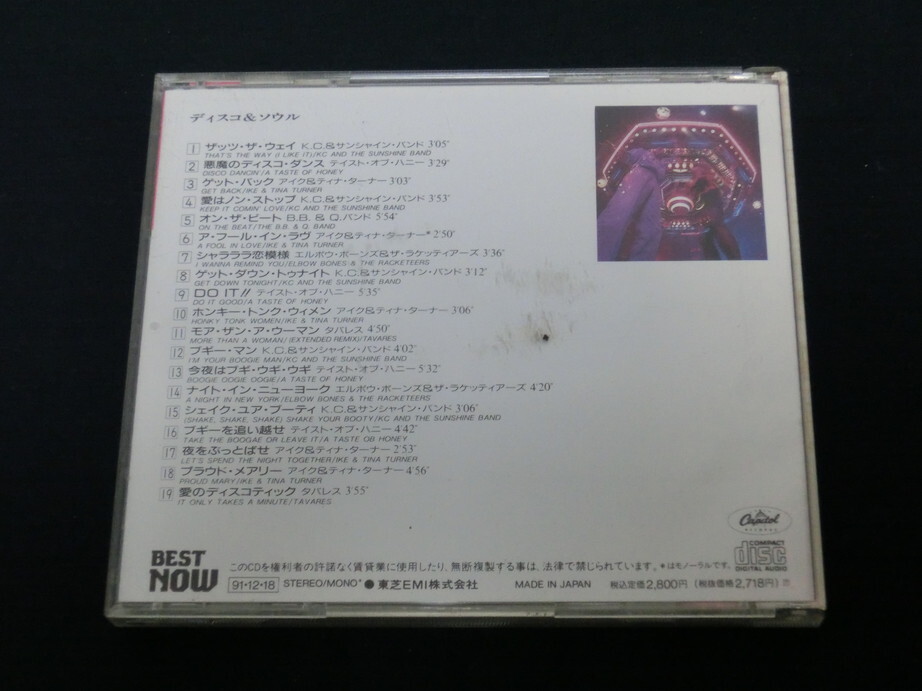 ディスコ&ソウル
1 ザッツ・ザ・ウェイ K.C.&サンシャイン・バンド 3'05"
THAT'S THE WAY (I LIKE IT)/KC AND THE SUNSHINE BAND
2 悪魔のディスコ・ダンス テイスト・オブ・ハニー 3'29"
DISCO DANCIN'/A TASTE OF HONEY
3 ゲット・バック アイク&ティナ・ターナー 3'03"
GET BACK/IKE & TINA TURNER
4 愛はノン・ストップ K.C.&サンシャイン・バンド 3'53"
KEEP IT COMIN' LOVE/KC AND THE SUNSHINE BAND
5 オン・ザ・ビート B.B. & Q.バンド 5'54"
ON THE BEAT/THE B.B. & Q. BAND
6 ア・フール・イン・ラヴ アイク&ティナ・ターナー* 2'50"
A FOOL IN LOVE/IKE & TINA TURNER
7 シャラララ恋模様 エルボウ・ボーンズ&ザ・ラケッティアーズ 3'36"
I WANNA REMIND YOU/ELBOW BONES & THE RACKETEERS
8 ゲット・ダウン・トゥナイト K.C.&サンシャイン・バンド 3'12"
GET DOWN TONIGHT/KC AND THE SUNSHINE BAND
9 DO IT!! テイスト・オブ・ハニー 5'35"
DO IT GOOD/A TASTE OF HONEY
10 ホンキー・トンク・ウィメン アイク&ティナ・ターナー 3'06"
HONKY TONK WOMEN/IKE & TINA TURNER
11 モア・ザン・ア・ウーマン タバレス 4'50"
MORE THAN A WOMAN/ (EXTENDED REMIX)/TAVARES
12 ブギー・マン K.C.&サンシャイン・バンド 4'02"
I'M YOUR BOOGIE MAN/KC AND THE SUNSHINE BAND
13 今夜はブギ・ウギ・ウギ テイスト・オブ・ハニー 5'32"
BOOGIE OOGIE OOGIE/A TASTE OF HONEY
14 ナイト・イン・ニューヨーク エルボウ・ボーンズ&ザ・ラケッティアーズ 4'20"
A NIGHT IN NEW YORK/ELBOW BONES & THE RACKETEERS
15 シェイク・ユア・ブーティ K.C.&サンシャイン・バンド 3'06"
(SHAKE, SHAKE, SHAKE) SHAKE YOUR BOOTY/KC AND THE SUNSHINE BAND
16 ブギーを追い越せ テイスト・オブ・ハニー 4'42"
TAKE THE BOOGAE OR LEAVE IT/A TASTE OB HONEY
17 夜をぶっとばせ アイク&ティナ・ターナー 2'53"
LET'S SPEND THE NIGHT TOGETHER/IKE & TINA TURNER
18 プラウド・メアリー アイク&ティナ・ターナー 4'56"
PROUD MARY/IKE & TINA TURNER
19 愛のディスコティック タバレス 3'55"
IT ONLY TAKES A MINUTE/TAVARES
Capitol
RECORDS
COMPACT
disc
DIGITAL AUDIO
BEST
NOW
このCDを権利者の許諾なく賃貸業に使用したり、無断複製する事は、法律で禁じられています。*はモノーラルです。
91・12・18 STEREO/MONO* ● 東芝EMI株式会社 MADE IN JAPAN 税込定価2,800円 (税抜価格2,718円)